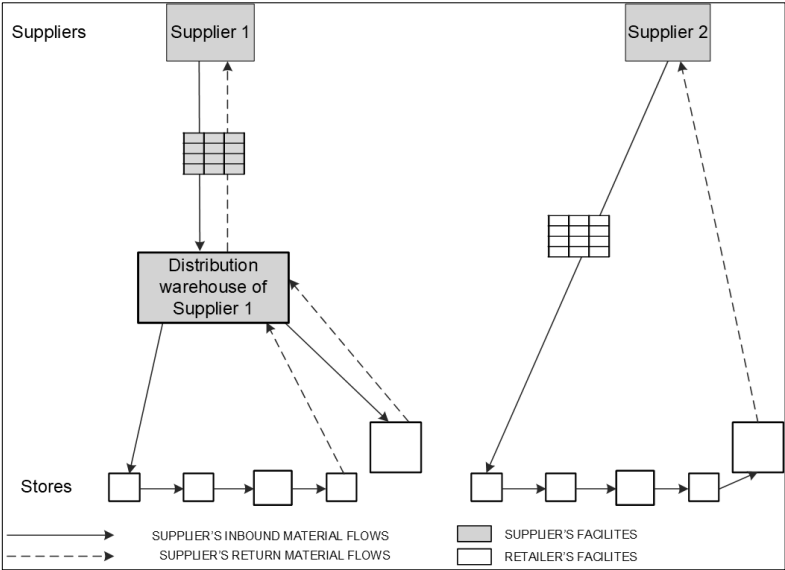 Suppliers
Supplier 1
Supplier 2
Distribution
warehouse of
Supplier 1
Stores
SUPPLIER'S INBOUND MATERIAL FLOWS
SUPPLIER'S RETURN MATERIAL FLOWS
SUPPLIER'S FACILITES
RETAILER'S FACILITES